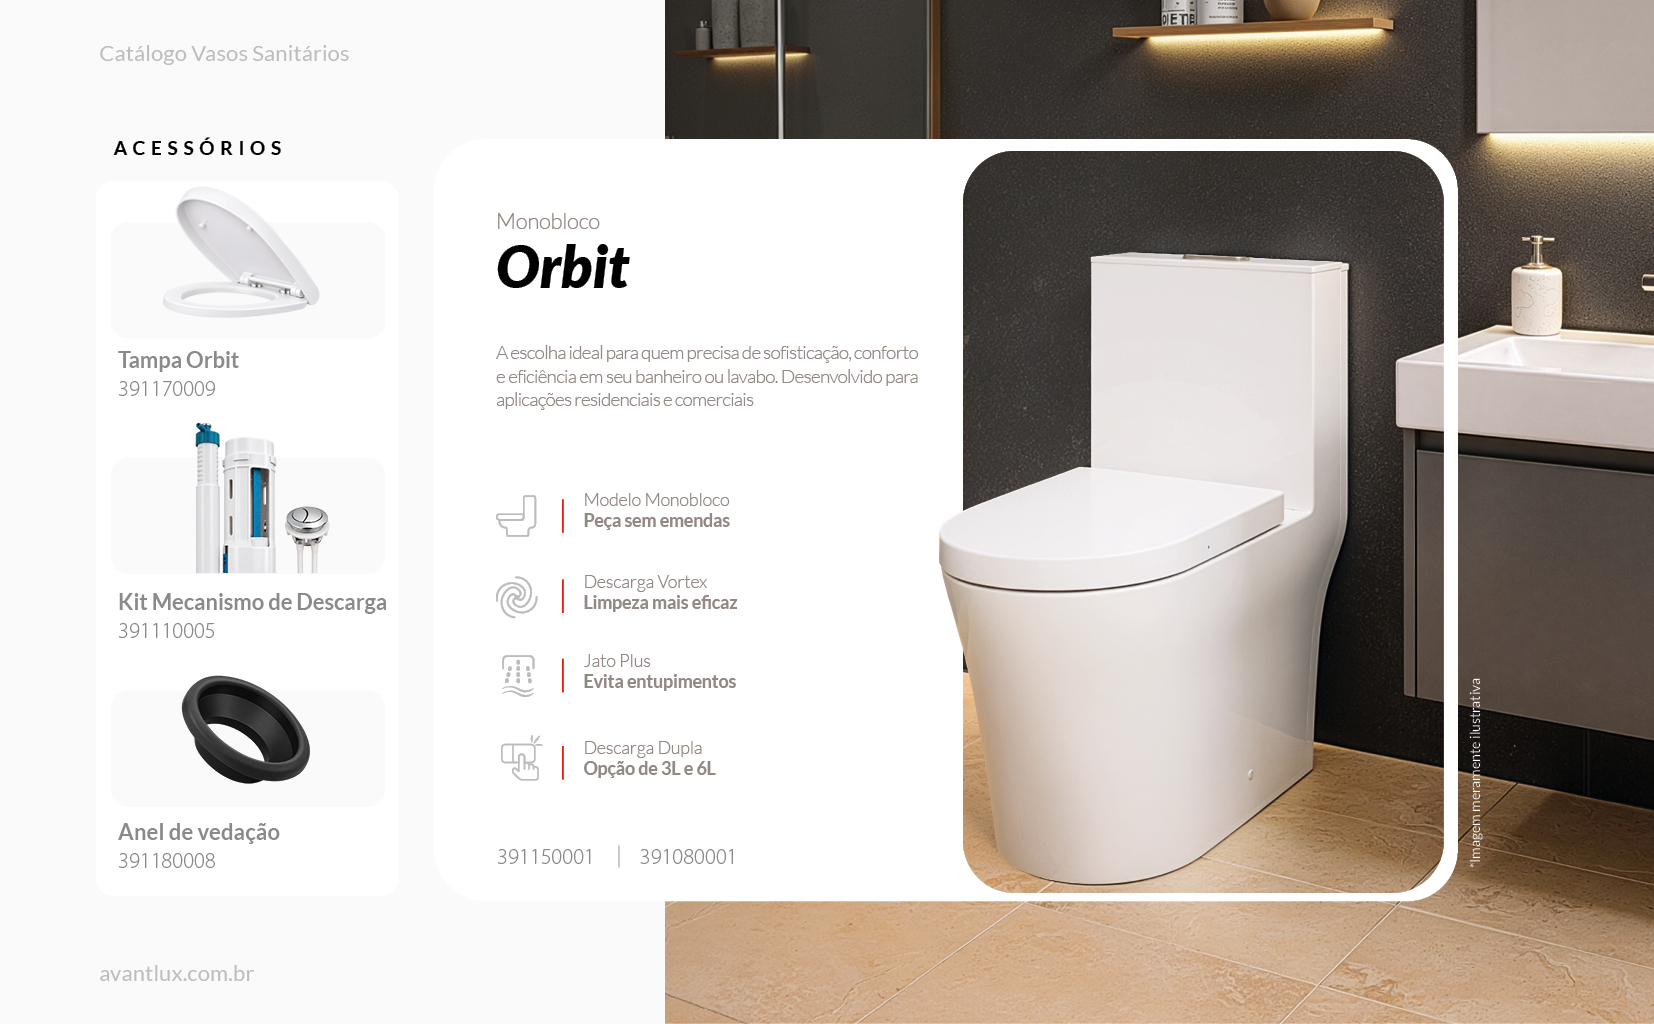 Catálogo Vasos Sanitários
ACESSÓRIOS
Tampa Orbit
391170009
Kit Mecanismo de Descarga
391110005
Anel de vedação
391180008
Monobloco
Orbit
A escolha ideal para quem precisa de sofisticação, conforto
e eficiência em seu banheiro ou lavabo. Desenvolvido para
aplicações residenciais e comerciais
Modelo Monobloco
Peça sem emendas
Descarga Vortex
Limpeza mais eficaz
Jato Plus
Evita entupimentos
Descarga Dupla
Opção de 3L e 6L
391150001 | 391080001
*Imagem meramente ilustrativa
avantlux.com.br